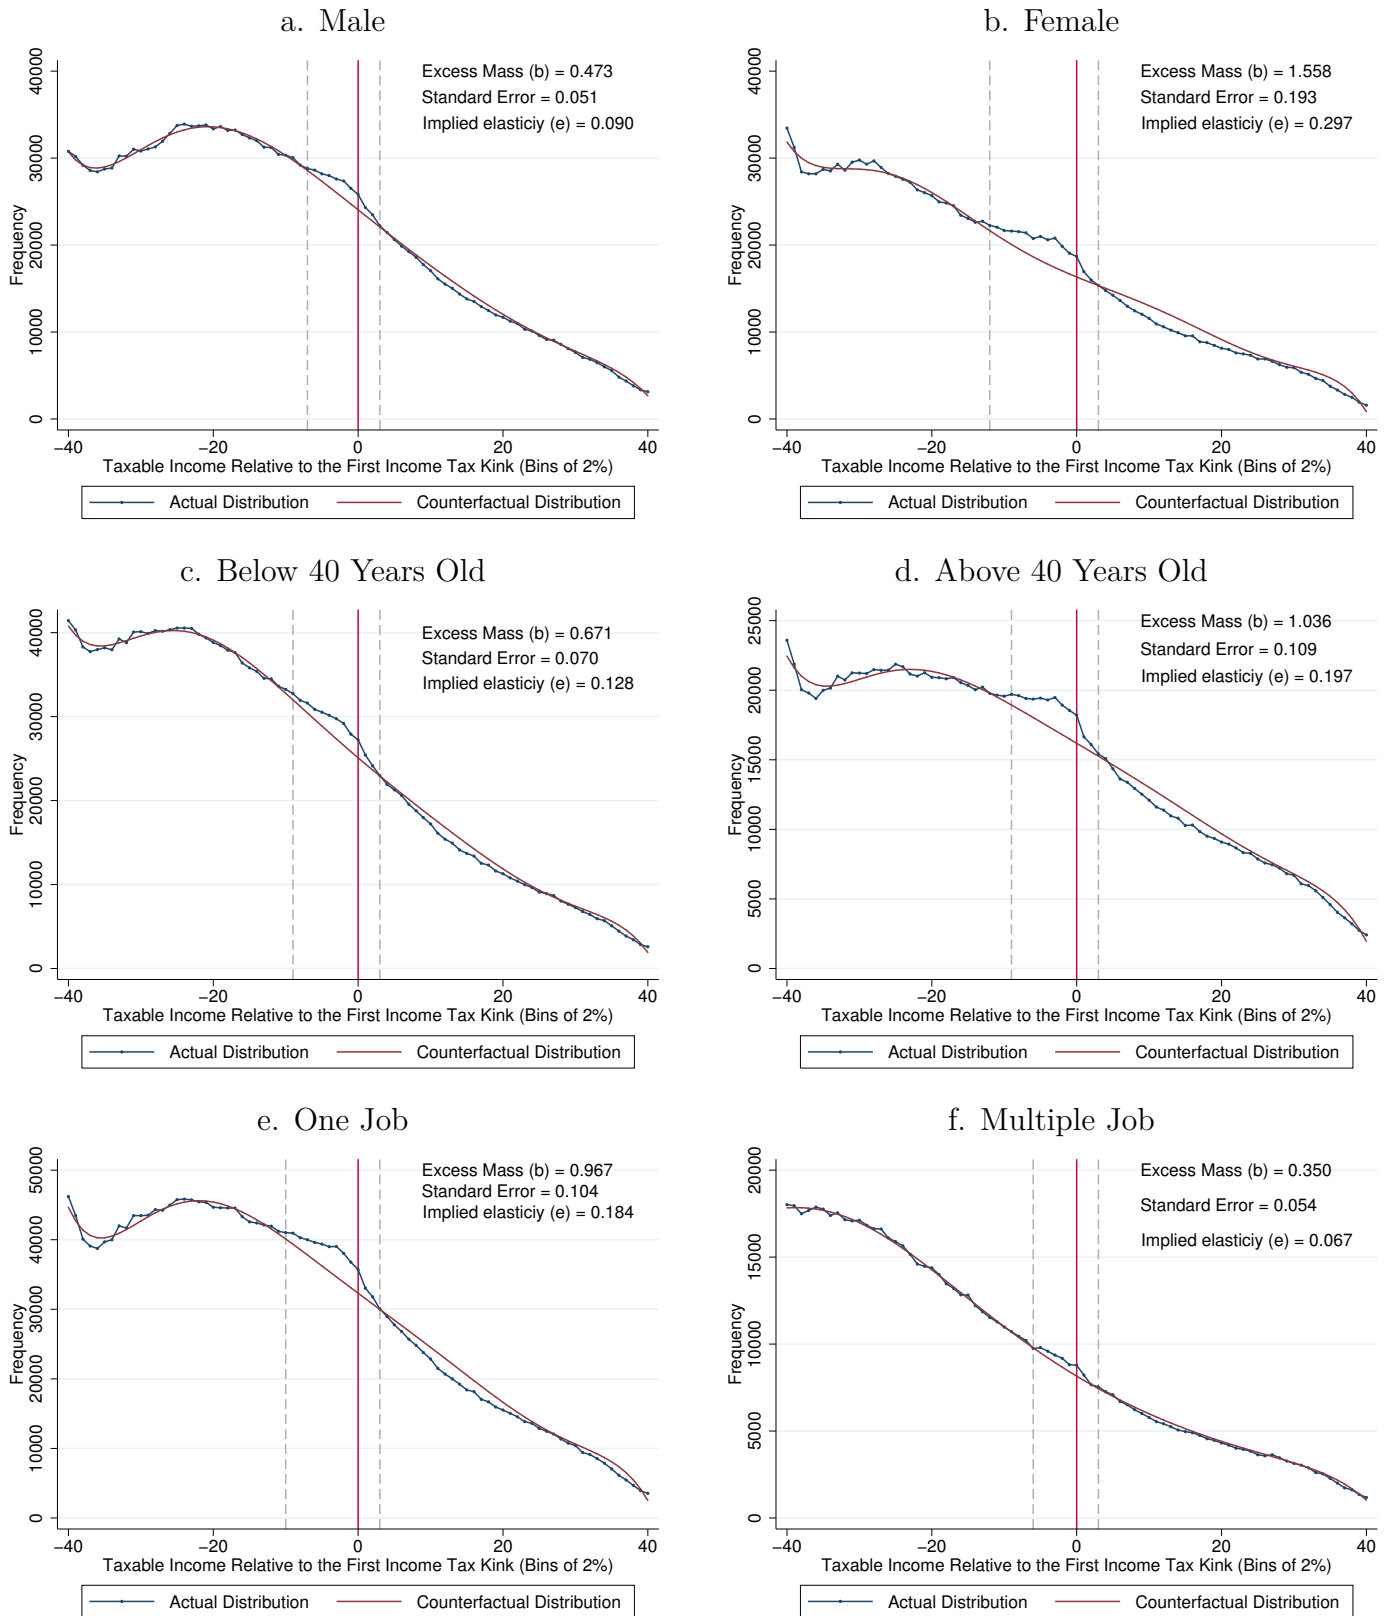 a. Male
Excess Mass (b) = 0.473
Standard Error = 0.051
Implied elasticiy (e) = 0.090
Frequency
0
10000
20000
30000
40000
−40
−20
0
20
40
Taxable Income Relative to the First Income Tax Kink (Bins of 2%)
Actual Distribution
Counterfactual Distribution
b. Female
Excess Mass (b) = 1.558
Standard Error = 0.193
Implied elasticiy (e) = 0.297
Frequency
0
10000
20000
30000
40000
−40
−20
0
20
40
Taxable Income Relative to the First Income Tax Kink (Bins of 2%)
Actual Distribution
Counterfactual Distribution
c. Below 40 Years Old
Excess Mass (b) = 0.671
Standard Error = 0.070
Implied elasticiy (e) = 0.128
Frequency
0
10000
20000
30000
40000
−40
−20
0
20
40
Taxable Income Relative to the First Income Tax Kink (Bins of 2%)
Actual Distribution
Counterfactual Distribution
d. Above 40 Years Old
Excess Mass (b) = 1.036
Standard Error = 0.109
Implied elasticiy (e) = 0.197
Frequency
0
5000
10000
15000
20000
25000
−40
−20
0
20
40
Taxable Income Relative to the First Income Tax Kink (Bins of 2%)
Actual Distribution
Counterfactual Distribution
e. One Job
Excess Mass (b) = 0.967
Standard Error = 0.104
Implied elasticiy (e) = 0.184
Frequency
0
10000
20000
30000
40000
50000
−40
−20
0
20
40
Taxable Income Relative to the First Income Tax Kink (Bins of 2%)
Actual Distribution
Counterfactual Distribution
f. Multiple Job
Excess Mass (b) = 0.350
Standard Error = 0.054
Implied elasticiy (e) = 0.067
Frequency
0
5000
10000
15000
20000
−40
−20
0
20
40
Taxable Income Relative to the First Income Tax Kink (Bins of 2%)
Actual Distribution
Counterfactual Distribution